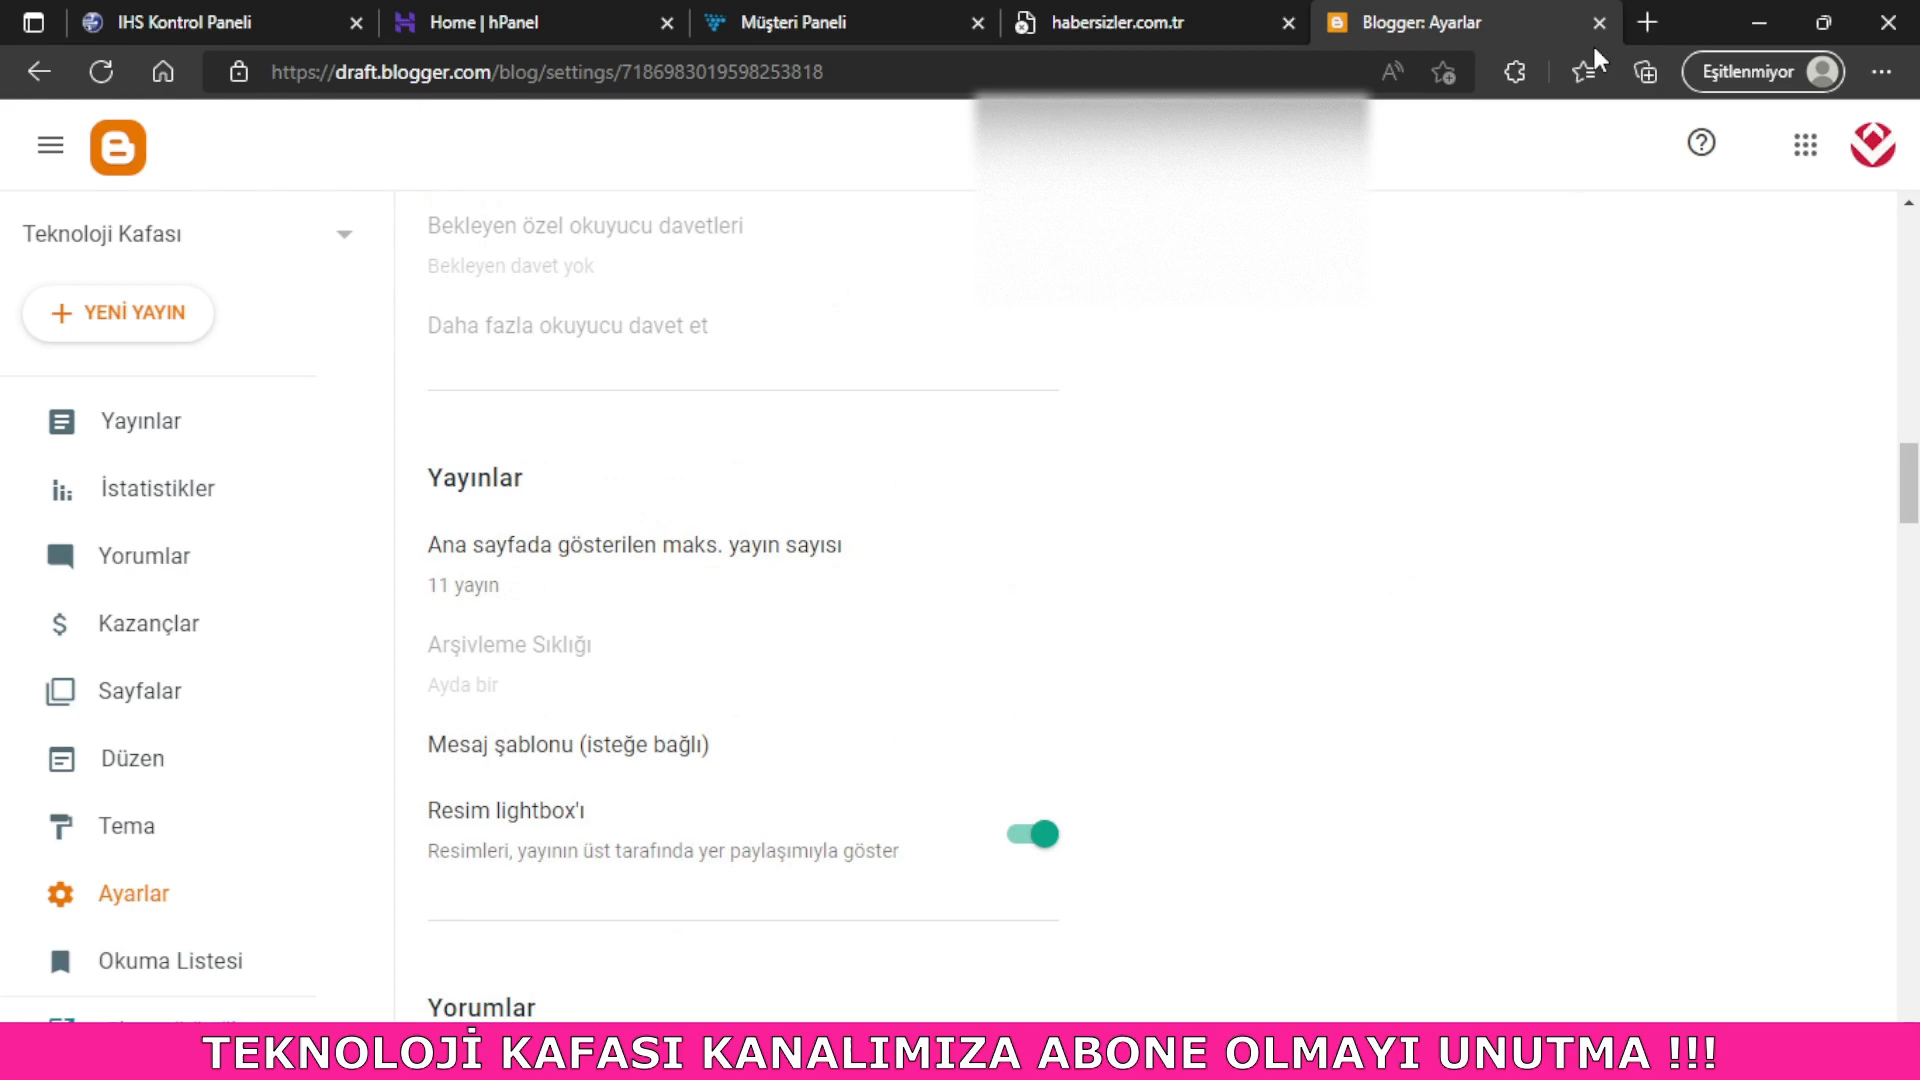 IHS Kontrol Paneli
Home | hPanel
Müşteri Paneli
habersizler.com.tr
Blogger: Ayarlar
https://draft.blogger.com/blog/settings/7186983019598253818
Eşitlenmiyor
Teknoloji Kafası
YENİ YAYIN
Yayınlar
İstatistikler
Yorumlar
Kazançlar
Sayfalar
Düzen
Tema
Ayarlar
Okuma Listesi
Bekleyen özel okuyucu davetleri
Bekleyen davet yok
Daha fazla okuyucu davet et
Yayınlar
Ana sayfada gösterilen maks. yayın sayısı
11 yayın
Arşivleme Sıklığı
Ayda bir
Mesaj şablonu (isteğe bağlı)
Resim lightbox'ı
Resimleri, yayının üst tarafında yer paylaşımıyla göster
Yorumlar
TEKNOLOJİ KAFASI KANALIMIZA ABONE OLMAYI UNUTMA !!!